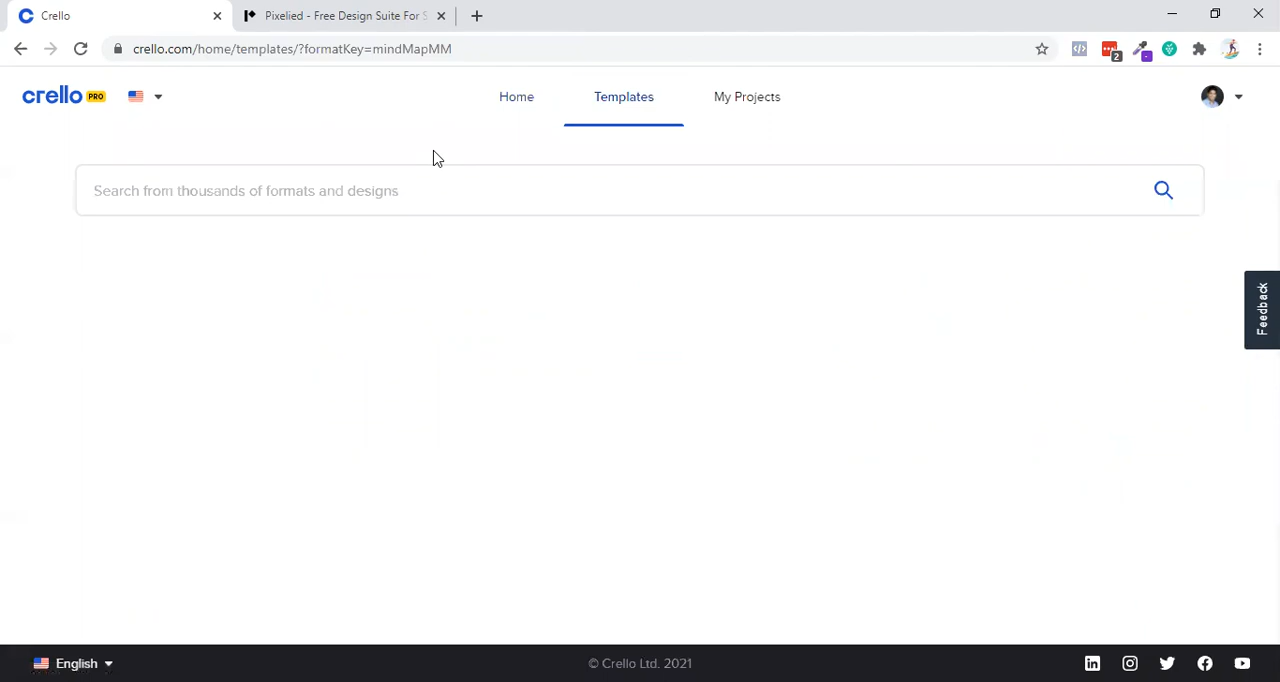 Crello
Pixelied - Free Design Suite For S
crello.com/home/templates/?formatKey=mindMapMM
2
crello PRO
Home
Templates
My Projects
Search from thousands of formats and designs
Feedback
English
© Crello Ltd. 2021